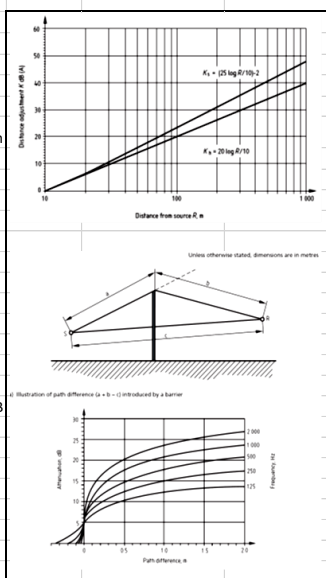 60
50
40
30
20
10
0
Distance adjustment K dB (A)
Ks = (25 log R/10)-2
Kh = 20 log R/10
10
100
1 000
Distance from source R, m
Unless otherwise stated, dimensions are in metres
a
b
S
R
c
a) Illustration of path difference (a + b − c) introduced by a barrier
30
25
20
15
10
5
Attenuation, dB
2 000
1 000
500
250
125
Frequency, Hz
0
0.5
1.0
1.5
2.0
Path difference, m